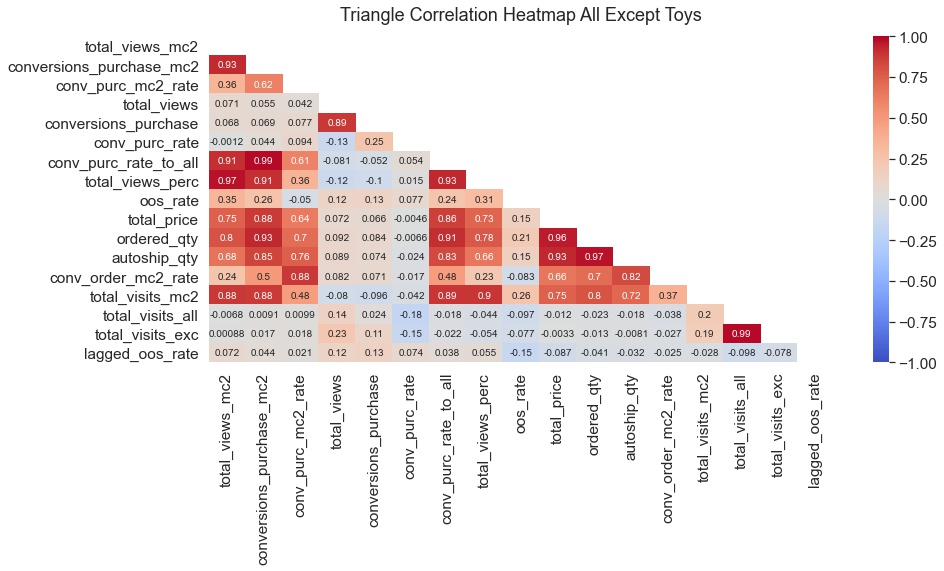 Triangle Correlation Heatmap All Except Toys
total_views_mc2
conversions_purchase_mc2 0.93
conv_purc_mc2_rate 0.36 0.62
total_views 0.071 0.055 0.042
conversions_purchase 0.068 0.069 0.077 0.89
conv_purc_rate -0.0012 0.044 0.094 -0.13 0.25
conv_purc_rate_to_all 0.91 0.99 0.61 -0.081 -0.052 0.054
total_views_perc 0.97 0.91 0.36 -0.12 -0.1 0.015 0.93
oos_rate 0.35 0.26 -0.05 0.12 0.13 0.077 0.24 0.31
total_price 0.75 0.88 0.64 0.072 0.066 -0.0046 0.86 0.73 0.15
ordered_qty 0.8 0.93 0.7 0.092 0.084 -0.0066 0.91 0.78 0.21 0.96
autoship_qty 0.68 0.85 0.76 0.089 0.074 -0.024 0.83 0.66 0.15 0.93 0.97
conv_order_mc2_rate 0.24 0.5 0.88 0.082 0.071 -0.017 0.48 0.23 -0.083 0.66 0.7 0.82
total_visits_mc2 0.88 0.88 0.48 -0.08 -0.096 -0.042 0.89 0.9 0.26 0.75 0.8 0.72 0.37
total_visits_all -0.0068 0.0091 0.0099 0.14 0.024 -0.18 -0.018 -0.044 -0.097 -0.012 -0.023 -0.018 -0.038 0.2
total_visits_exc 0.00088 0.017 0.018 0.23 0.11 -0.15 -0.022 -0.054 -0.077 -0.0033 -0.013 -0.0081 -0.027 0.19 0.99
lagged_oos_rate 0.072 0.044 0.021 0.12 0.13 0.074 0.038 0.055 -0.15 -0.087 -0.041 -0.032 -0.025 -0.028 -0.098 -0.078
total_views_mc2
conversions_purchase_mc2
conv_purc_mc2_rate
total_views
conversions_purchase
conv_purc_rate
conv_purc_rate_to_all
total_views_perc
oos_rate
total_price
ordered_qty
autoship_qty
conv_order_mc2_rate
total_visits_mc2
total_visits_all
total_visits_exc
lagged_oos_rate
1.00
0.75
0.50
0.25
0.00
−0.25
−0.50
−0.75
−1.00